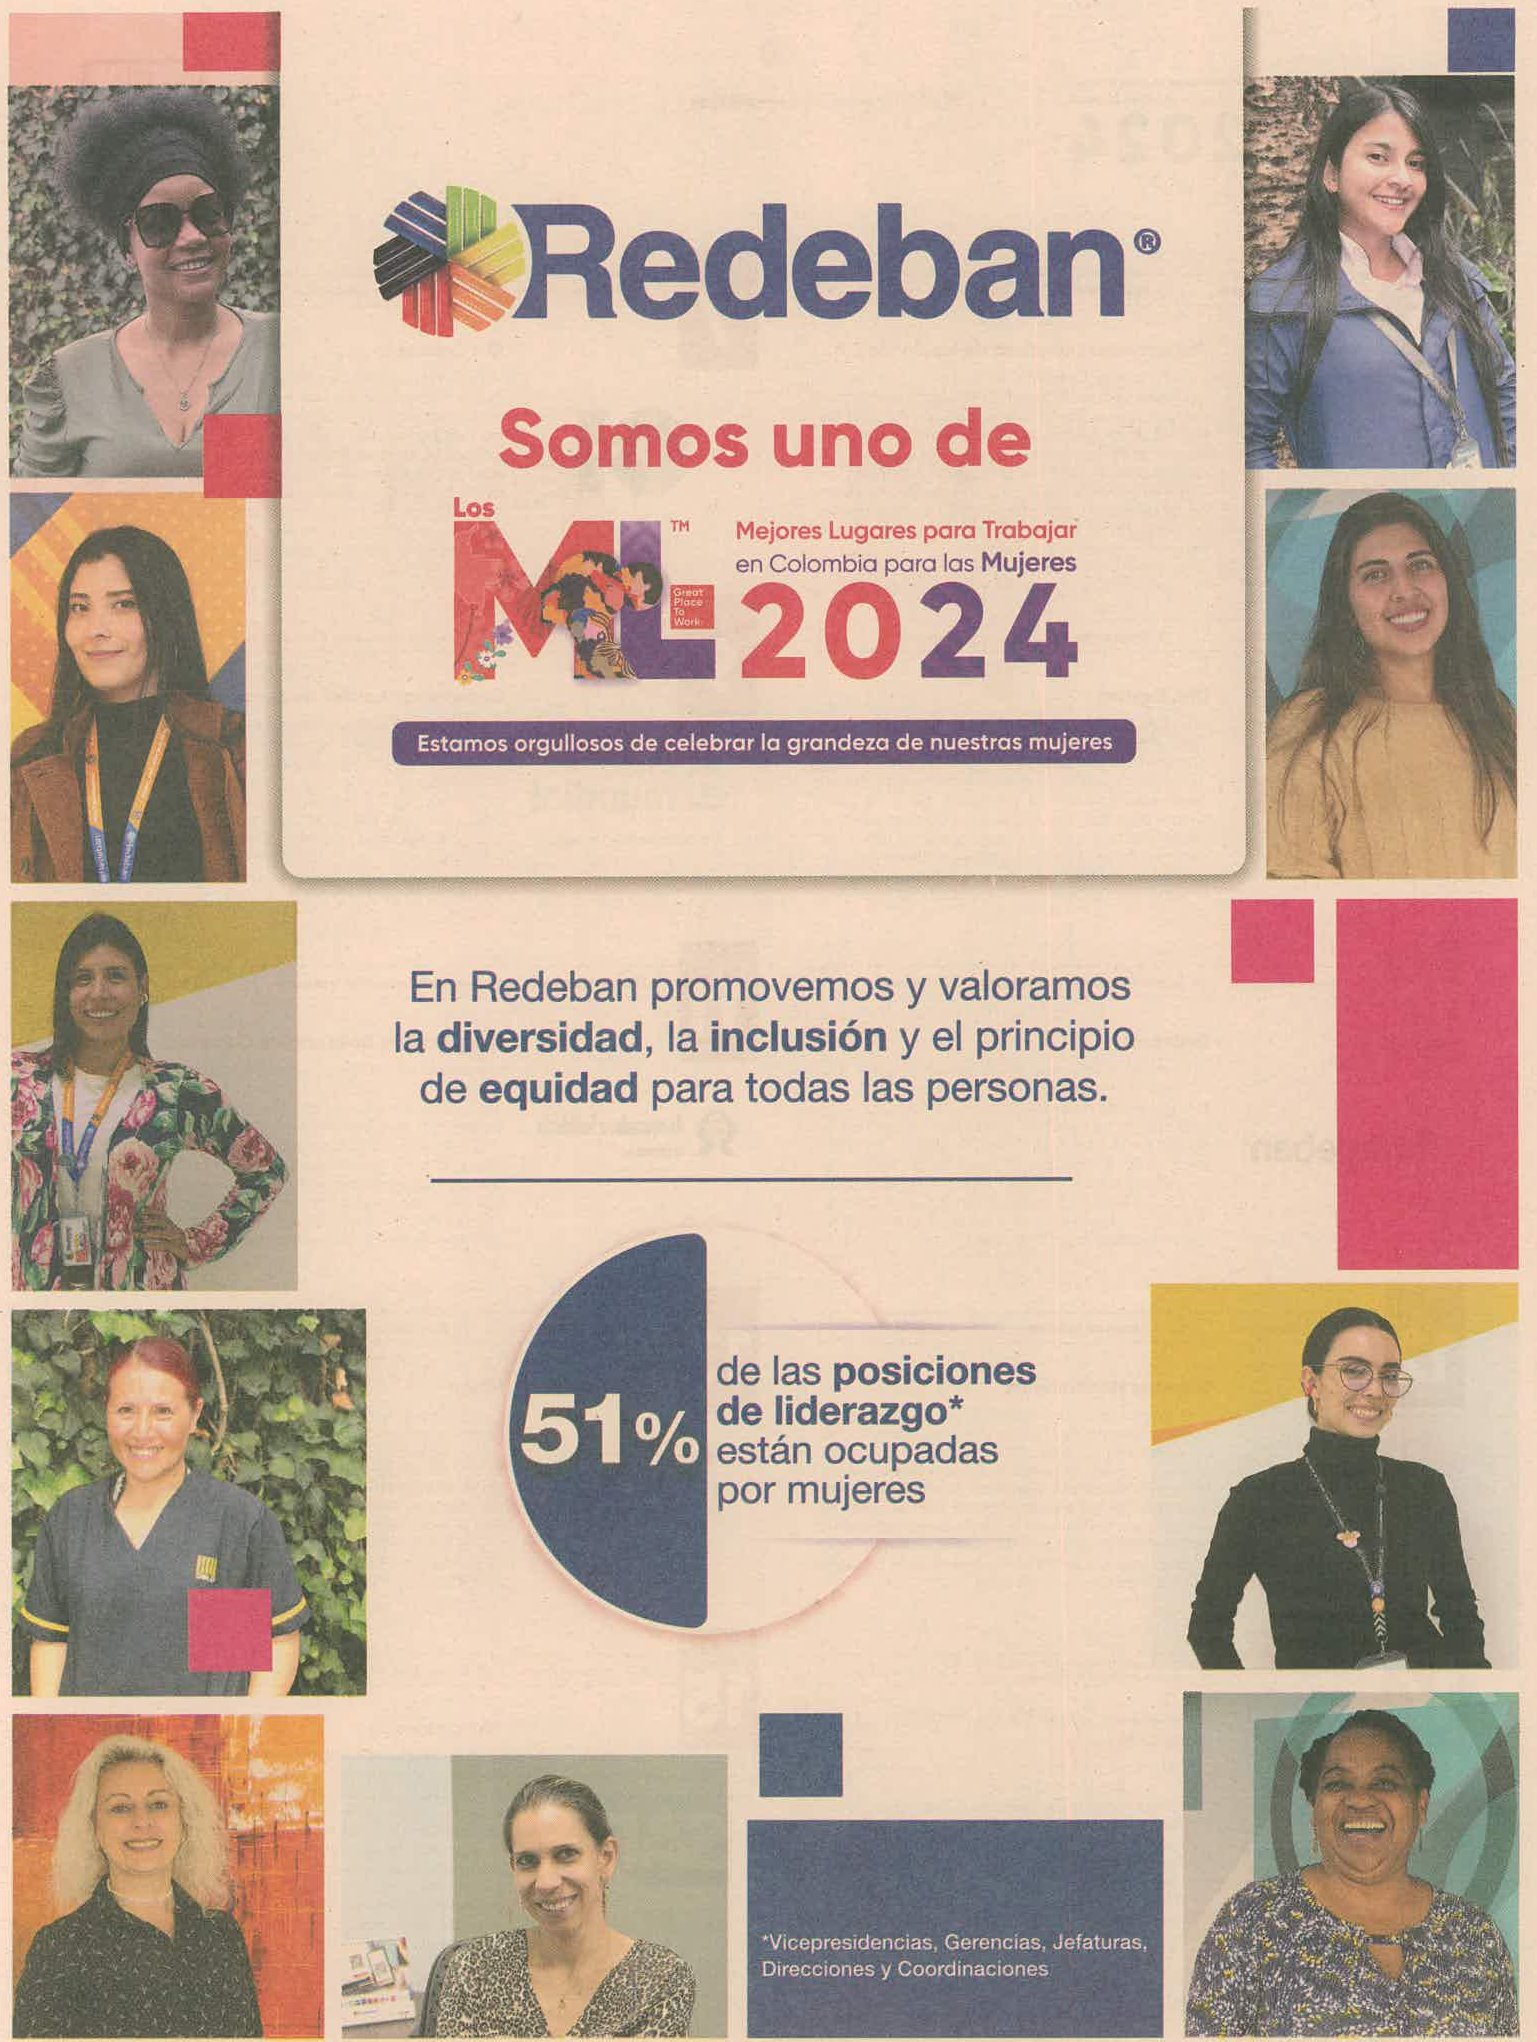 Redeban®
Somos uno de
Los
ML™
Great
Place
To
Work
Mejores Lugares para Trabajar
en Colombia para las Mujeres
2024
Estamos orgullosos de celebrar la grandeza de nuestras mujeres
En Redeban promovemos y valoramos
la diversidad, la inclusión y el principio
de equidad para todas las personas.
51%
de las posiciones
de liderazgo*
están ocupadas
por mujeres
*Vicepresidencias, Gerencias, Jefaturas,
Direcciones y Coordinaciones